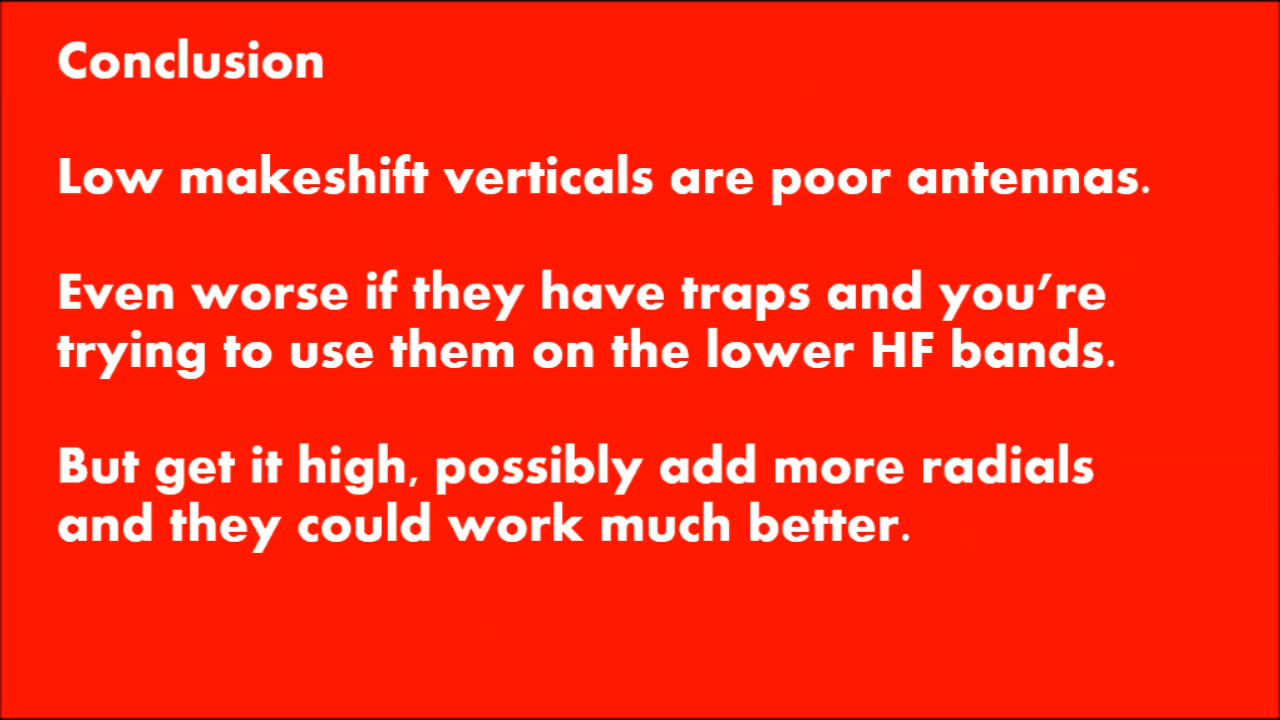 Conclusion
Low makeshift verticals are poor antennas.
Even worse if they have traps and you’re
trying to use them on the lower HF bands.
But get it high, possibly add more radials
and they could work much better.